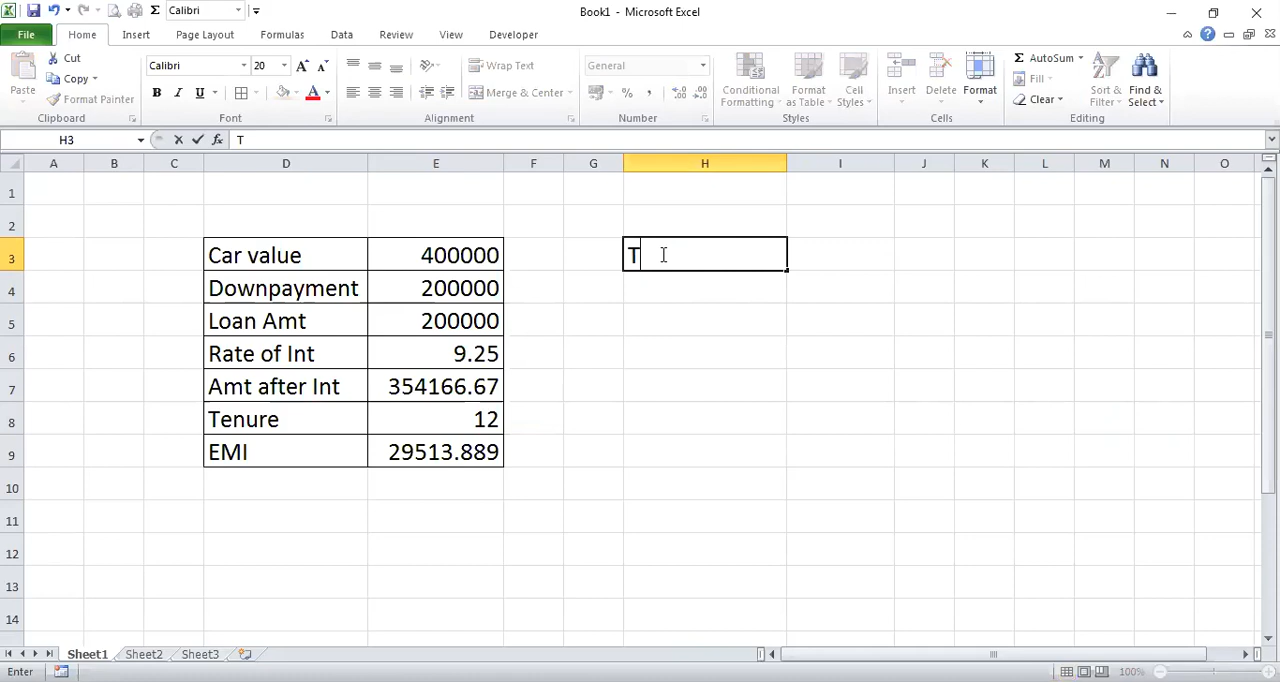 Calibri
Book1 - Microsoft Excel
File Home Insert Page Layout Formulas Data Review View Developer
Cut
Copy
Format Painter
Paste
Clipboard
Calibri 20
B I U
Font
Wrap Text
Merge & Center
Alignment
General
% ,
Number
Conditional Formatting
Format as Table
Cell Styles
Styles
Insert Delete Format
Cells
Σ AutoSum
Fill
Clear
Sort & Filter
Find & Select
Editing
H3 fx T
A B C D E F G H I J K L M N O
1
2
3 Car value 400000 T
4 Downpayment 200000
5 Loan Amt 200000
6 Rate of Int 9.25
7 Amt after Int 354166.67
8 Tenure 12
9 EMI 29513.889
10
11
12
13
14
Sheet1 Sheet2 Sheet3
Enter 100%